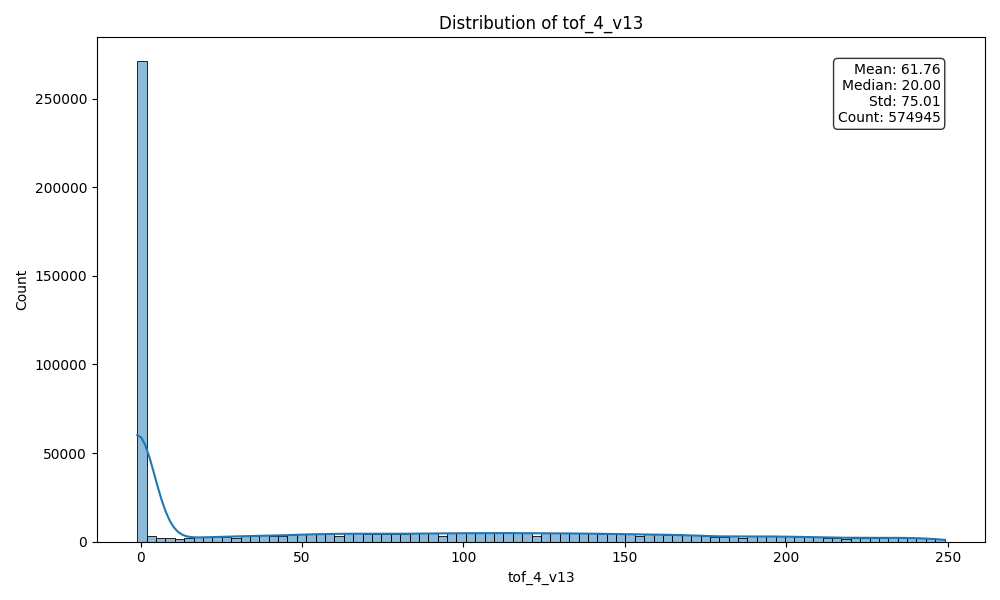 Distribution of tof_4_v13
Mean: 61.76
Median: 20.00
Std: 75.01
Count: 574945
Count
250000
200000
150000
100000
50000
0
0 50 100 150 200 250
tof_4_v13